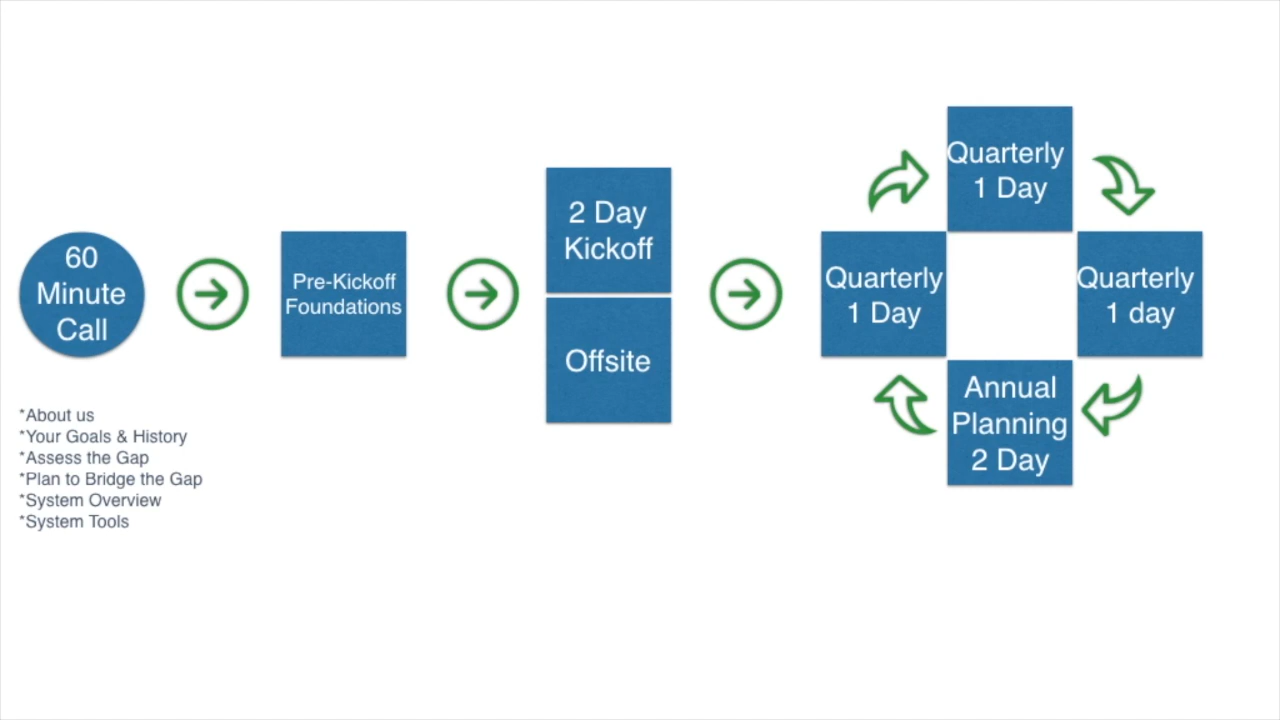 60
Minute
Call
Pre-Kickoff
Foundations
2 Day
Kickoff
Offsite
Quarterly
1 Day
Quarterly
1 Day
Quarterly
1 day
Annual
Planning
2 Day
*About us
*Your Goals & History
*Assess the Gap
*Plan to Bridge the Gap
*System Overview
*System Tools